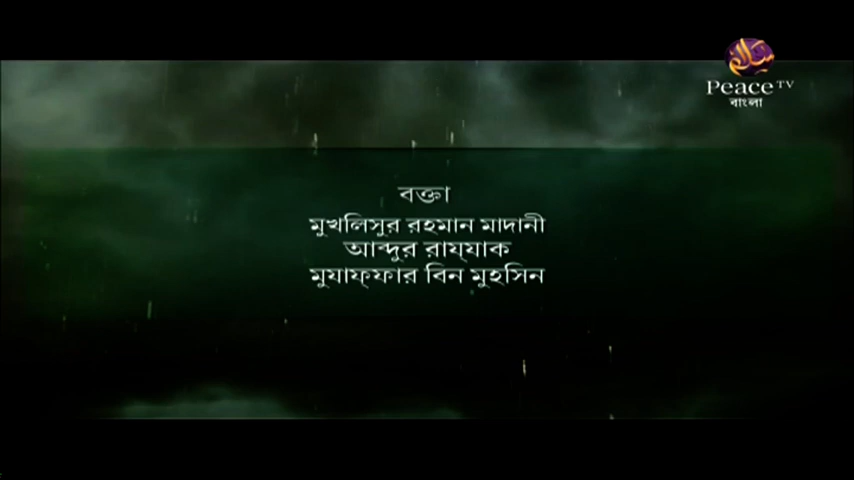 Peace TV
বাংলা
বক্তা
মুখলিসুর রহমান মাদানী
আব্দুর রায্‌যাক
মুযাফ্‌ফার বিন মুহসিন